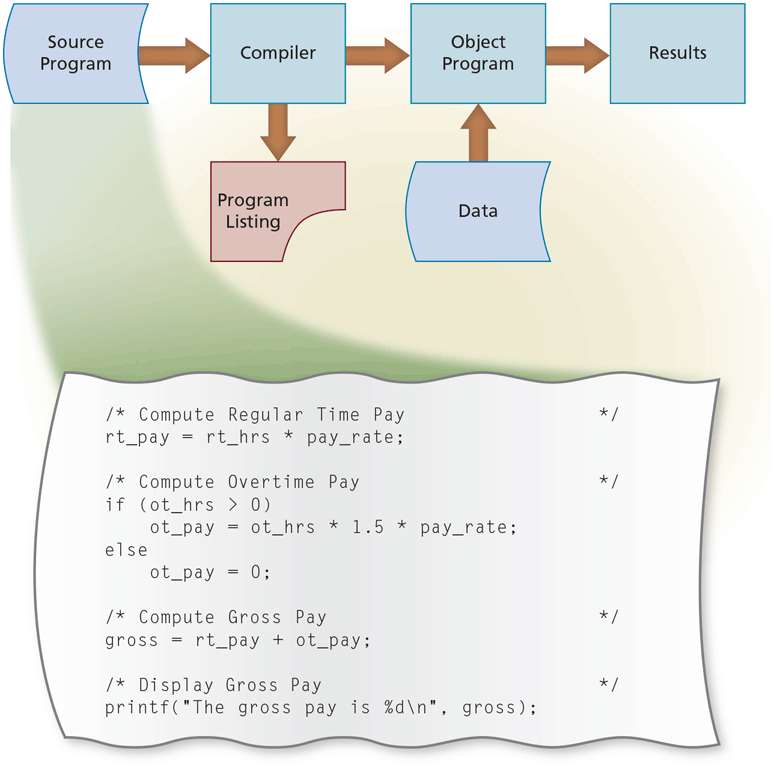 Source
Program
Compiler
Object
Program
Results
Program
Listing
Data
/* Compute Regular Time Pay */
rt_pay = rt_hrs * pay_rate;
/* Compute Overtime Pay */
if (ot_hrs > 0)
    ot_pay = ot_hrs * 1.5 * pay_rate;
else
    ot_pay = 0;
/* Compute Gross Pay */
gross = rt_pay + ot_pay;
/* Display Gross Pay */
printf("The gross pay is %d\n", gross);